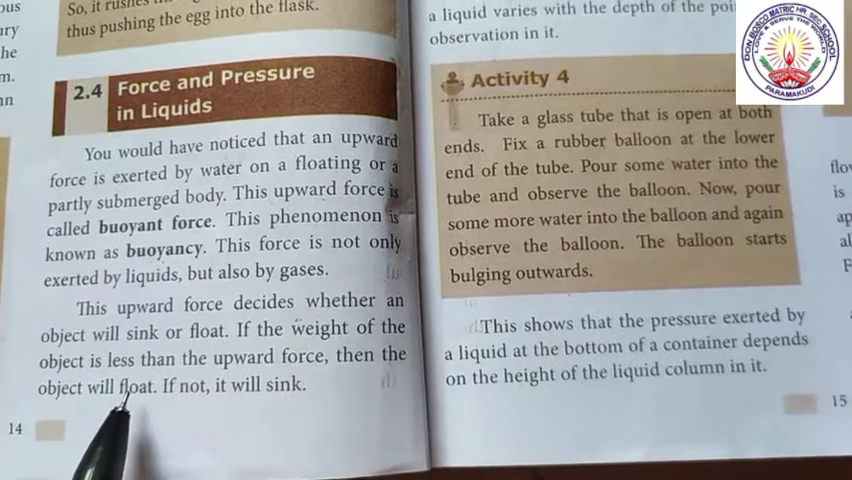 So, it rushes
thus pushing the egg into the flask.
2.4 Force and Pressure
in Liquids
You would have noticed that an upward
force is exerted by water on a floating or a
partly submerged body. This upward force is
called buoyant force. This phenomenon is
known as buoyancy. This force is not only
exerted by liquids, but also by gases.
This upward force decides whether an
object will sink or float. If the weight of the
object is less than the upward force, then the
object will float. If not, it will sink.
14
a liquid varies with the depth of the
observation in it.
Activity 4
Take a glass tube that is open at both
ends. Fix a rubber balloon at the lower
end of the tube. Pour some water into the
tube and observe the balloon. Now, pour
some more water into the balloon and again
observe the balloon. The balloon starts
bulging outwards.
This shows that the pressure exerted by
a liquid at the bottom of a container depends
on the height of the liquid column in it.
15
DON BOSCO MATRIC HR. SEC. SCHOOL
LOVE & SERVE THE WORLD
PARAMAKUDI